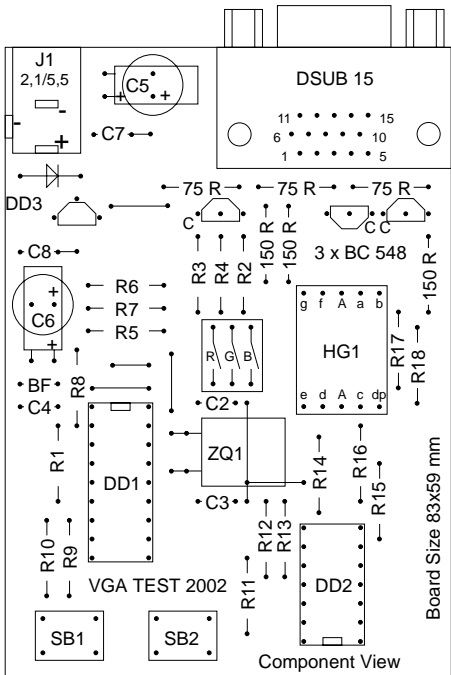 J1
2,1/5,5
-
-
+
C5
+
+
DSUB 15
11
15
6
10
1
5
C7
75 R
75 R
75 R
DD3
C
C
C
150 R
150 R
3 x BC 548
150 R
C8
R3
R4
R2
+
C6
+
R6
R7
R5
g f A a b
HG1
e d A c dp
R17
R18
R G B
BF
C4
R8
C2
R1
DD1
ZQ1
R14
R16
R15
C3
R10
R9
R12
R13
R11
DD2
VGA TEST 2002
SB1
SB2
Component View
Board Size 83x59 mm